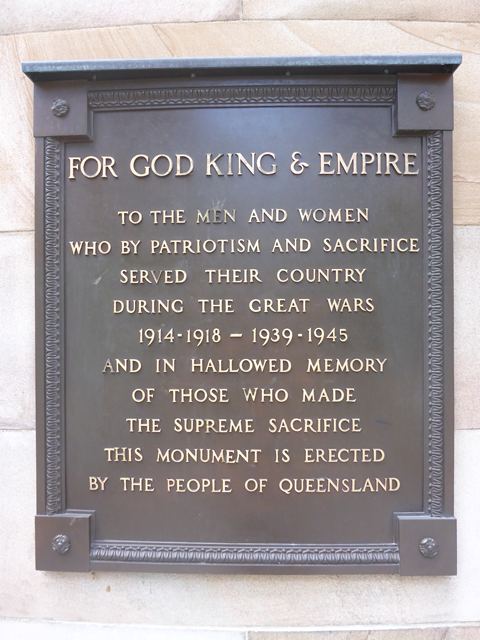 FOR GOD KING & EMPIRE
TO THE MEN AND WOMEN
WHO BY PATRIOTISM AND SACRIFICE
SERVED THEIR COUNTRY
DURING THE GREAT WARS
1914-1918 – 1939-1945
AND IN HALLOWED MEMORY
OF THOSE WHO MADE
THE SUPREME SACRIFICE
THIS MONUMENT IS ERECTED
BY THE PEOPLE OF QUEENSLAND